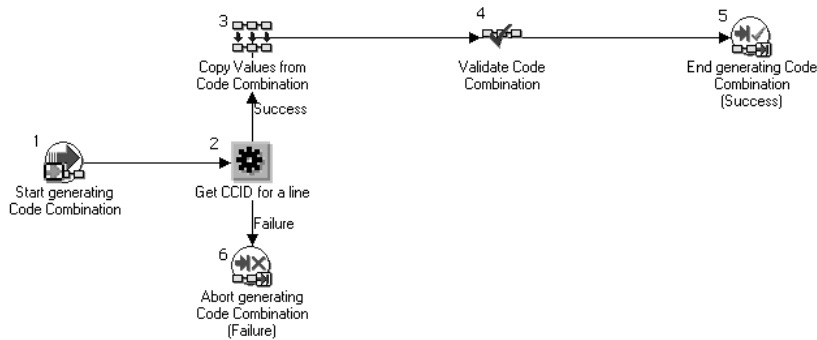 3
Copy Values from
Code Combination
4
Validate Code
Combination
5
End generating Code
Combination
(Success)
Success
1
Start generating
Code Combination
2
Get CCID for a line
Failure
6
Abort generating
Code Combination
(Failure)